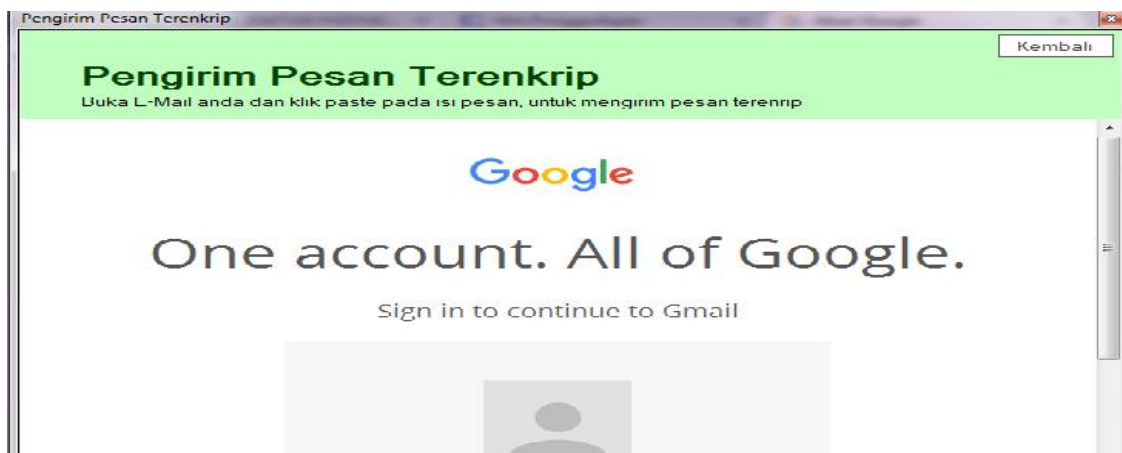 Pengirim Pesan Terenkrip
Kembali
Pengirim Pesan Terenkrip
Buka E-Mail anda dan klik paste pada isi pesan, untuk mengirim pesan terenrip
Google
One account. All of Google.
Sign in to continue to Gmail